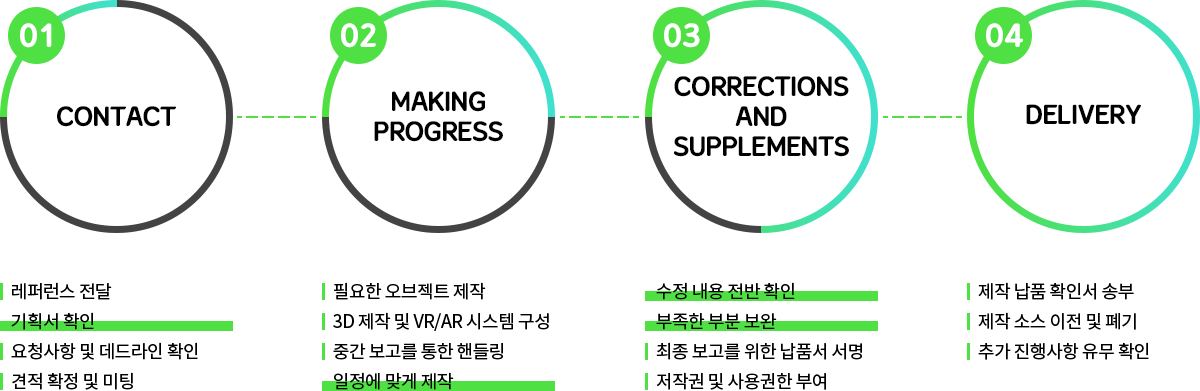 01
CONTACT
레퍼런스 전달
기획서 확인
요청사항 및 데드라인 확인
견적 확정 및 미팅
02
MAKING
PROGRESS
필요한 오브젝트 제작
3D 제작 및 VR/AR 시스템 구성
중간 보고를 통한 핸들링
일정에 맞게 제작
03
CORRECTIONS
AND
SUPPLEMENTS
수정 내용 전반 확인
부족한 부분 보완
최종 보고를 위한 납품서 서명
저작권 및 사용권한 부여
04
DELIVERY
제작 납품 확인서 송부
제작 소스 이전 및 폐기
추가 진행사항 유무 확인